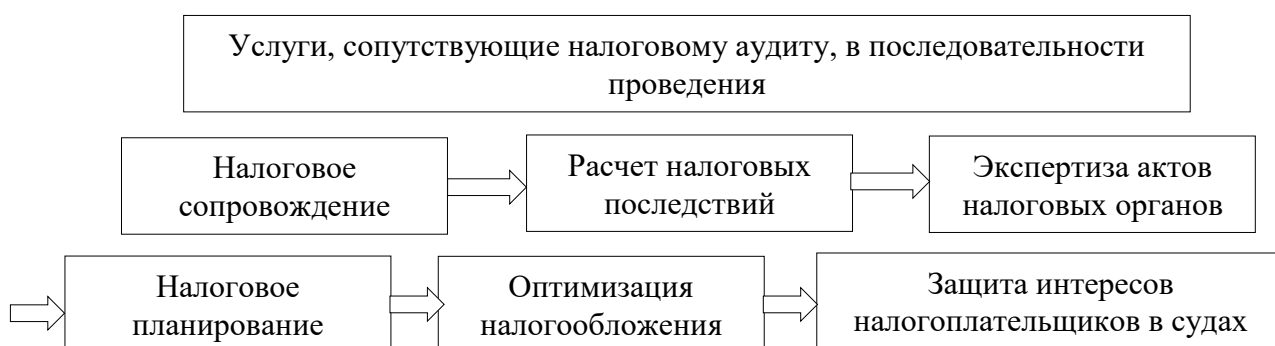 Услуги, сопутствующие налоговому аудиту, в последовательности
проведения
Налоговое
сопровождение
Расчет налоговых
последствий
Экспертиза актов
налоговых органов
Налоговое
планирование
Оптимизация
налогообложения
Защита интересов
налогоплательщиков в судах